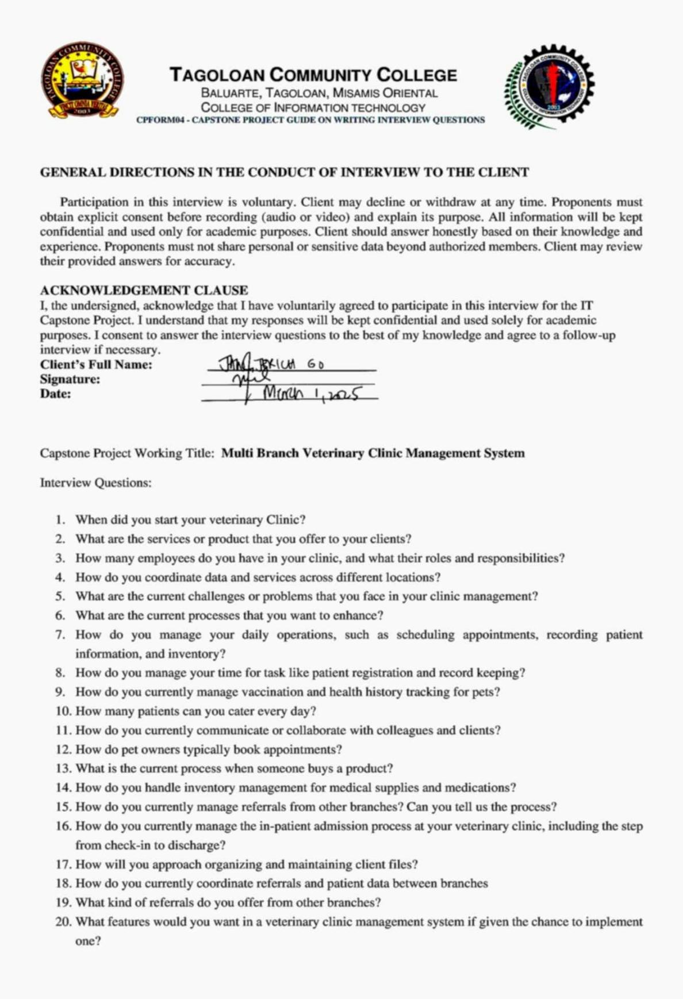 TAGOLOAN COMMUNITY COLLEGE
BALUARTE, TAGOLOAN, MISAMIS ORIENTAL
COLLEGE OF INFORMATION TECHNOLOGY
CPFORM04 - CAPSTONE PROJECT GUIDE ON WRITING INTERVIEW QUESTIONS
TAGOLOAN COMMUNITY COLLEGE
VINCIT OMNIA VERITAS
2003
TAGOLOAN COMMUNITY COLLEGE
I.T.
2003
COLLEGE OF INFORMATION TECHNOLOGY
GENERAL DIRECTIONS IN THE CONDUCT OF INTERVIEW TO THE CLIENT
Participation in this interview is voluntary. Client may decline or withdraw at any time. Proponents must
obtain explicit consent before recording (audio or video) and explain its purpose. All information will be kept
confidential and used only for academic purposes. Client should answer honestly based on their knowledge and
experience. Proponents must not share personal or sensitive data beyond authorized members. Client may review
their provided answers for accuracy.
ACKNOWLEDGEMENT CLAUSE
I, the undersigned, acknowledge that I have voluntarily agreed to participate in this interview for the IT
Capstone Project. I understand that my responses will be kept confidential and used solely for academic
purposes. I consent to answer the interview questions to the best of my knowledge and agree to a follow-up
interview if necessary.
Client's Full Name: GO
Signature:
Date: March 1, 2025
Capstone Project Working Title: Multi Branch Veterinary Clinic Management System
Interview Questions:
1. When did you start your veterinary Clinic?
2. What are the services or product that you offer to your clients?
3. How many employees do you have in your clinic, and what their roles and responsibilities?
4. How do you coordinate data and services across different locations?
5. What are the current challenges or problems that you face in your clinic management?
6. What are the current processes that you want to enhance?
7. How do you manage your daily operations, such as scheduling appointments, recording patient
information, and inventory?
8. How do you manage your time for task like patient registration and record keeping?
9. How do you currently manage vaccination and health history tracking for pets?
10. How many patients can you cater every day?
11. How do you currently communicate or collaborate with colleagues and clients?
12. How do pet owners typically book appointments?
13. What is the current process when someone buys a product?
14. How do you handle inventory management for medical supplies and medications?
15. How do you currently manage referrals from other branches? Can you tell us the process?
16. How do you currently manage the in-patient admission process at your veterinary clinic, including the step
from check-in to discharge?
17. How will you approach organizing and maintaining client files?
18. How do you currently coordinate referrals and patient data between branches
19. What kind of referrals do you offer from other branches?
20. What features would you want in a veterinary clinic management system if given the chance to implement
one?